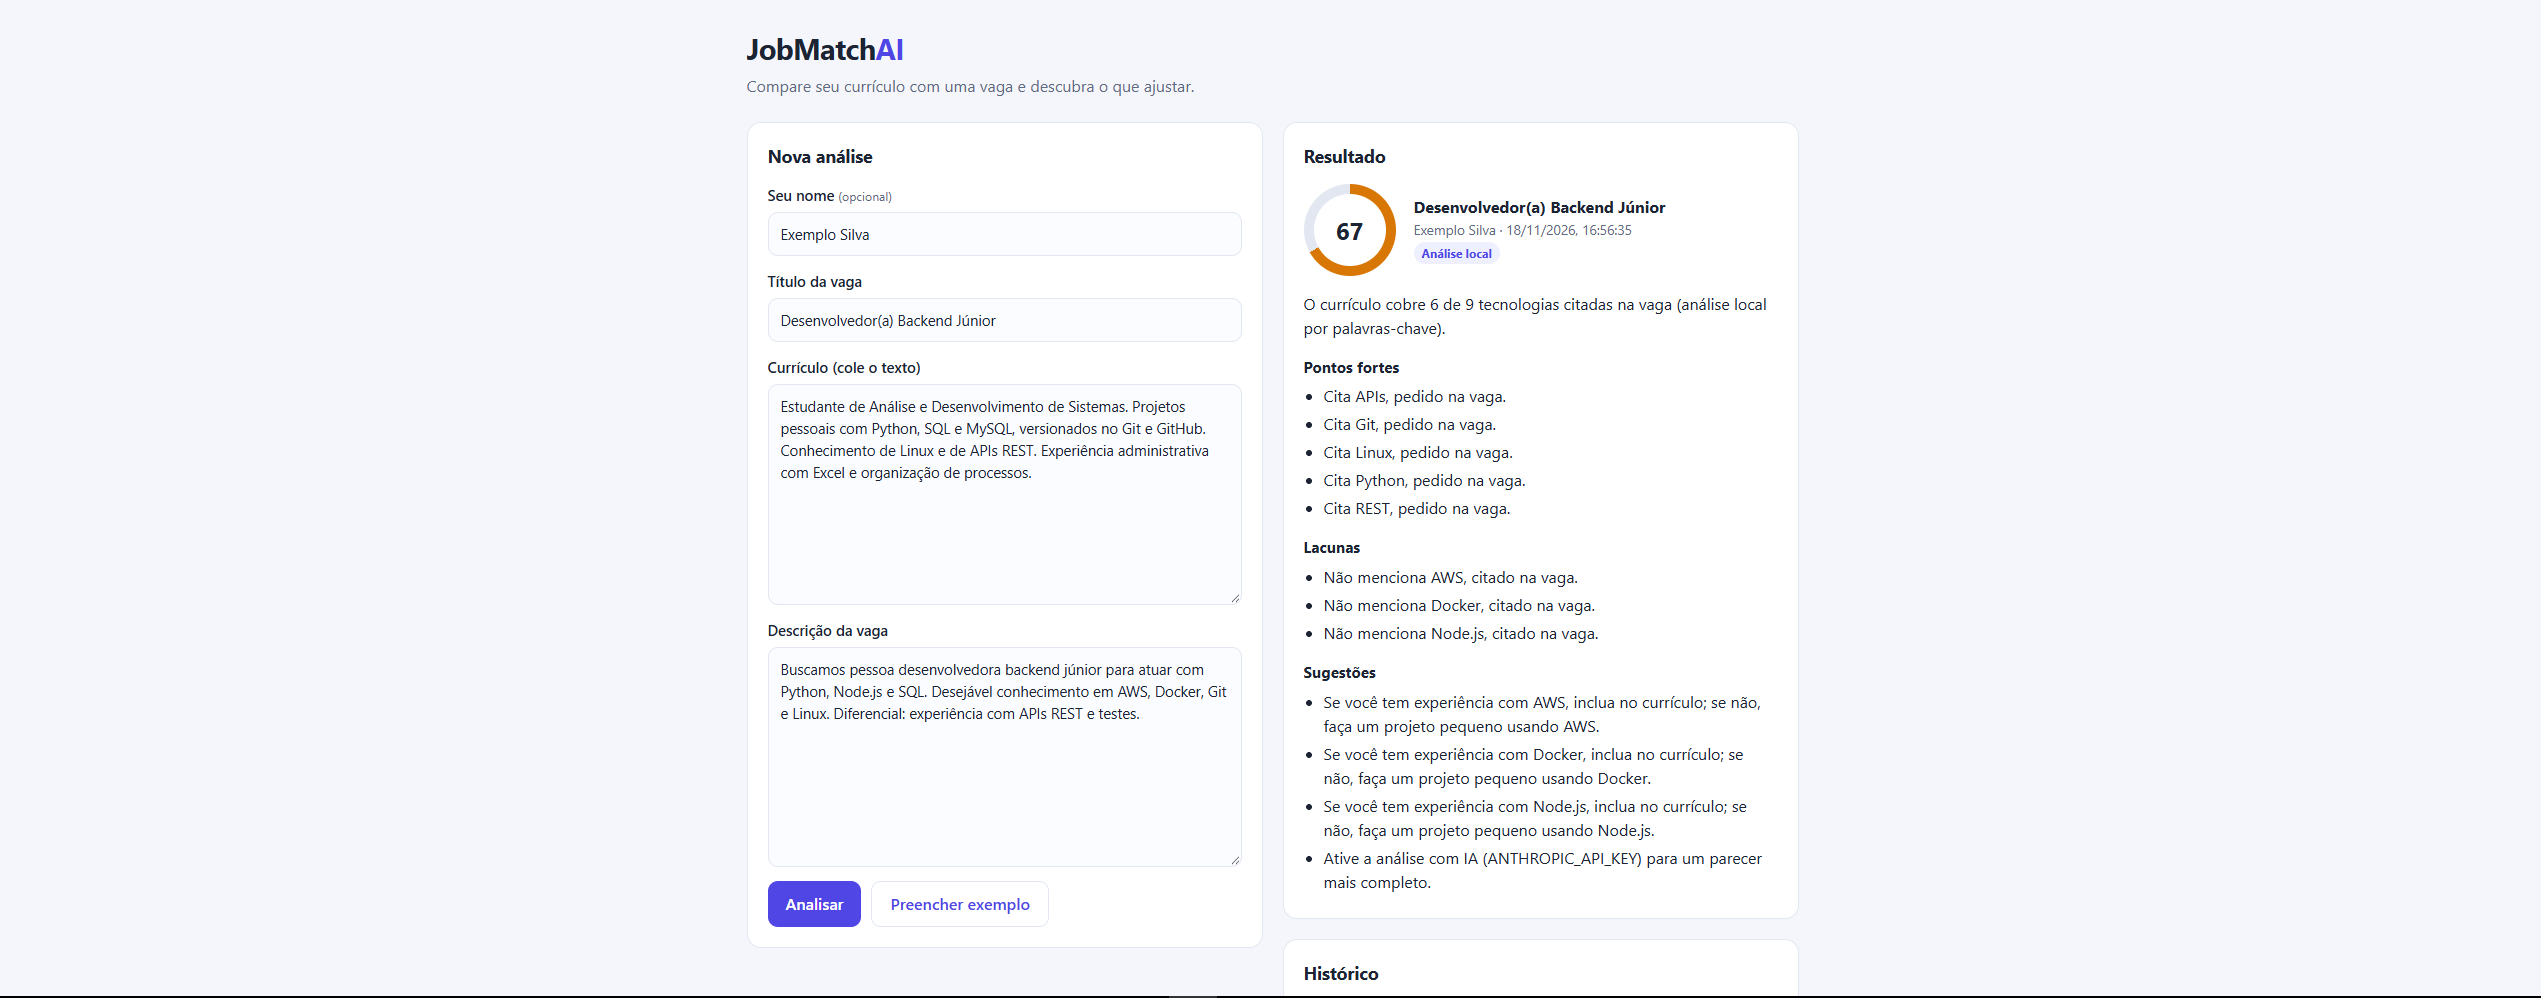 JobMatchAI
Compare seu currículo com uma vaga e descubra o que ajustar.
Nova análise
Seu nome (opcional)
Exemplo Silva
Título da vaga
Desenvolvedor(a) Backend Júnior
Currículo (cole o texto)
Estudante de Análise e Desenvolvimento de Sistemas. Projetos
pessoais com Python, SQL e MySQL, versionados no Git e GitHub.
Conhecimento de Linux e de APIs REST. Experiência administrativa
com Excel e organização de processos.
Descrição da vaga
Buscamos pessoa desenvolvedora backend júnior para atuar com
Python, Node.js e SQL. Desejável conhecimento em AWS, Docker, Git
e Linux. Diferencial: experiência com APIs REST e testes.
Analisar
Preencher exemplo
Resultado
67
Desenvolvedor(a) Backend Júnior
Exemplo Silva · 18/11/2026, 16:56:35
Análise local
O currículo cobre 6 de 9 tecnologias citadas na vaga (análise local
por palavras-chave).
Pontos fortes
Cita APIs, pedido na vaga.
Cita Git, pedido na vaga.
Cita Linux, pedido na vaga.
Cita Python, pedido na vaga.
Cita REST, pedido na vaga.
Lacunas
Não menciona AWS, citado na vaga.
Não menciona Docker, citado na vaga.
Não menciona Node.js, citado na vaga.
Sugestões
Se você tem experiência com AWS, inclua no currículo; se não,
faça um projeto pequeno usando AWS.
Se você tem experiência com Docker, inclua no currículo; se
não, faça um projeto pequeno usando Docker.
Se você tem experiência com Node.js, inclua no currículo; se
não, faça um projeto pequeno usando Node.js.
Ative a análise com IA (ANTHROPIC_API_KEY) para um parecer
mais completo.
Histórico